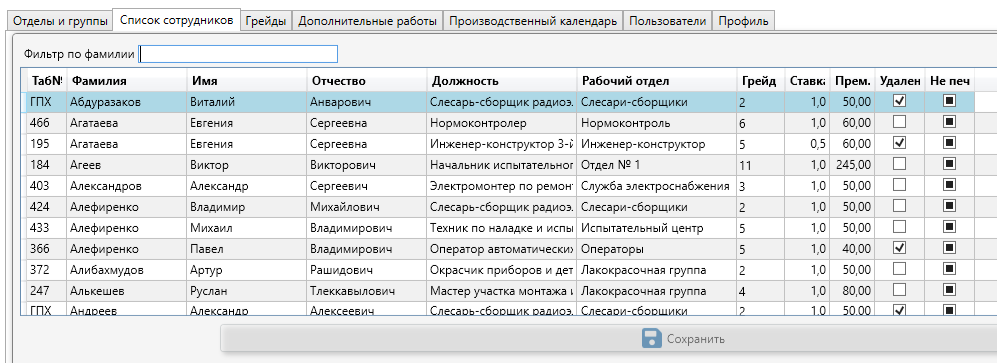 Отделы и группы Список сотрудников Грейды Дополнительные работы Производственный календарь Пользователи Профиль
Фильтр по фамилии
Таб№ Фамилия Имя Отчество Должность Рабочий отдел Грейд Ставка Прем. Удален Не печ
ГПХ Абдуразаков Виталий Анварович Слесарь-сборщик радиоэ. Слесари-сборщики 2 1,0 50,00
466 Агатаева Евгения Сергеевна Нормоконтролер Нормоконтроль 6 1,0 60,00
195 Агатаева Евгения Сергеевна Инженер-конструктор 3-й Инженер-конструктор 5 0,5 60,00
184 Агеев Виктор Викторович Начальник испытательног Отдел № 1 11 1,0 245,00
403 Александров Александр Сергеевич Электромонтер по ремонт Служба электроснабжения 3 1,0 50,00
424 Алефиренко Владимир Михайлович Слесарь-сборщик радиоэ. Слесари-сборщики 2 1,0 50,00
433 Алефиренко Михаил Владимирович Техник по наладке и испы Испытательный центр 5 1,0 50,00
366 Алефиренко Павел Владимирович Оператор автоматических Операторы 5 1,0 40,00
372 Алибахмудов Артур Рашидович Окрасчик приборов и дет Лакокрасочная группа 2 1,0 50,00
247 Алькешев Руслан Тлеккавылович Мастер участка монтажа и Лакокрасочная группа 4 1,0 80,00
ГПХ Андреев Александр Алексеевич Слесарь-сборщик радиоэ. Слесари-сборщики 2 1,0 50,00
Сохранить